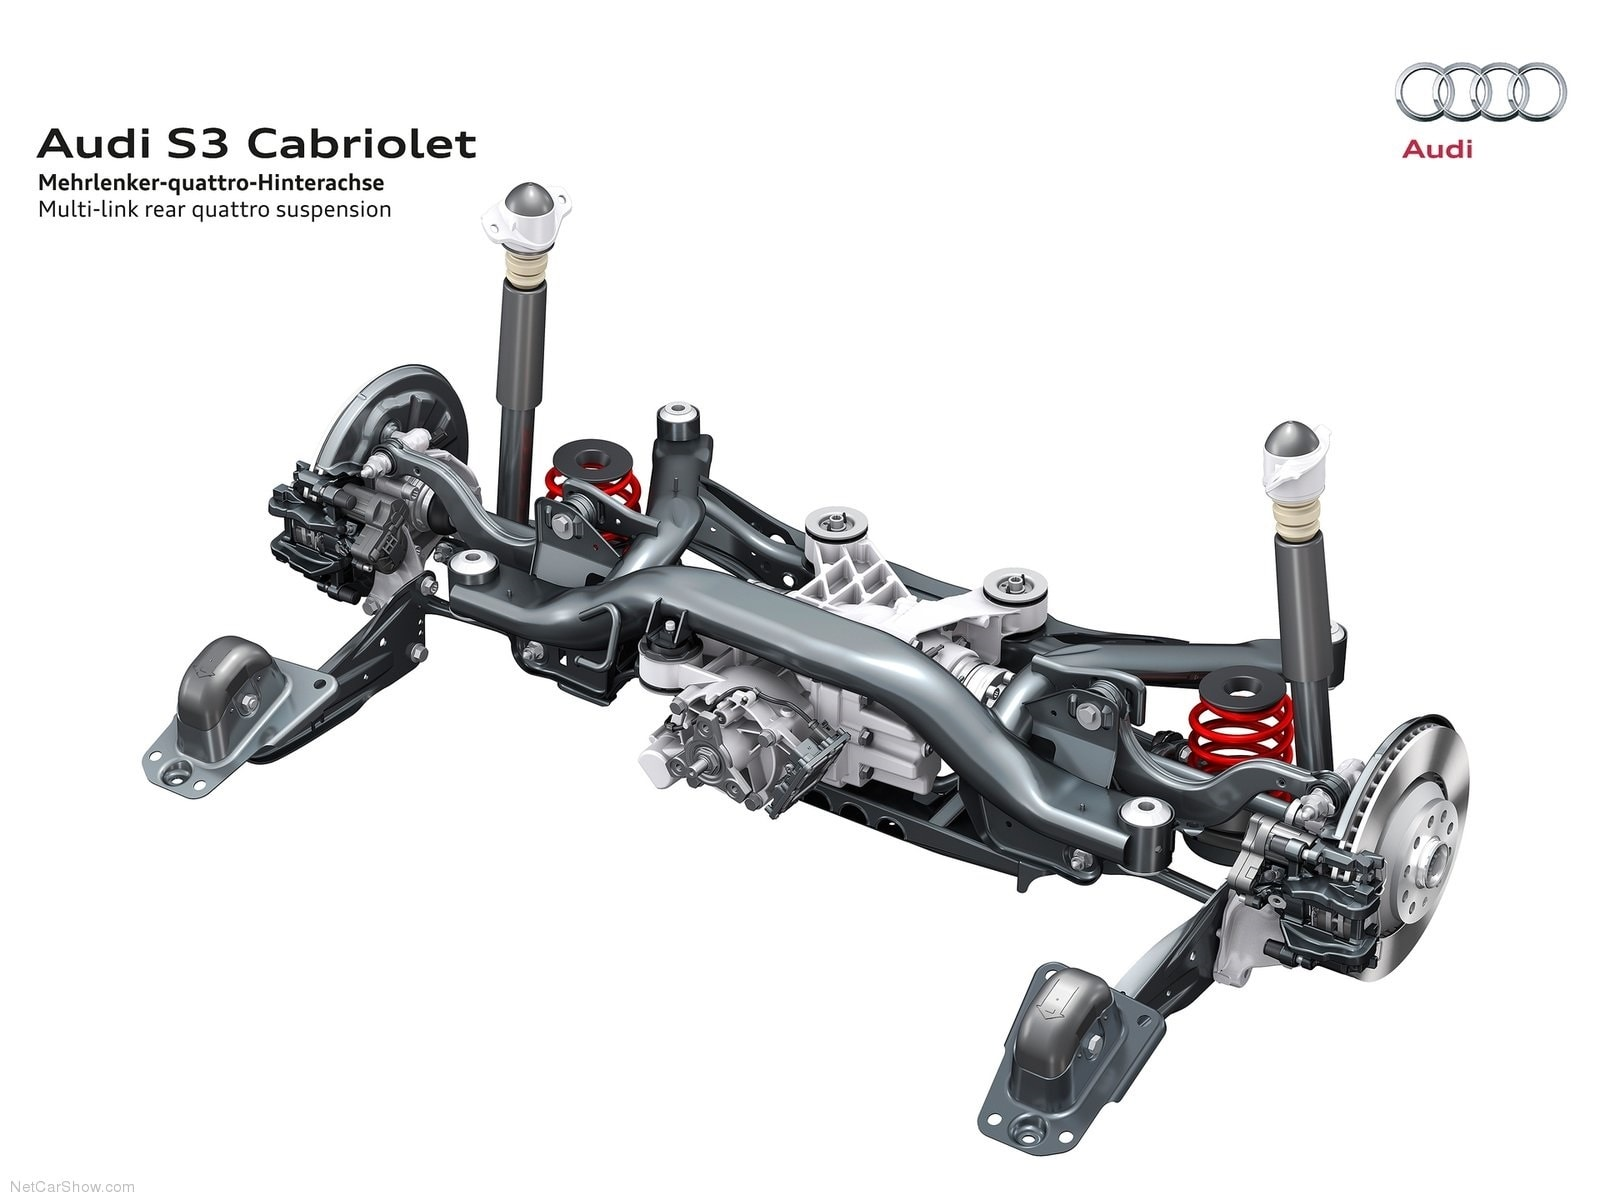 Audi S3 Cabriolet
Mehrlenker-quattro-Hinterachse
Multi-link rear quattro suspension
Audi
NetCarShow.com